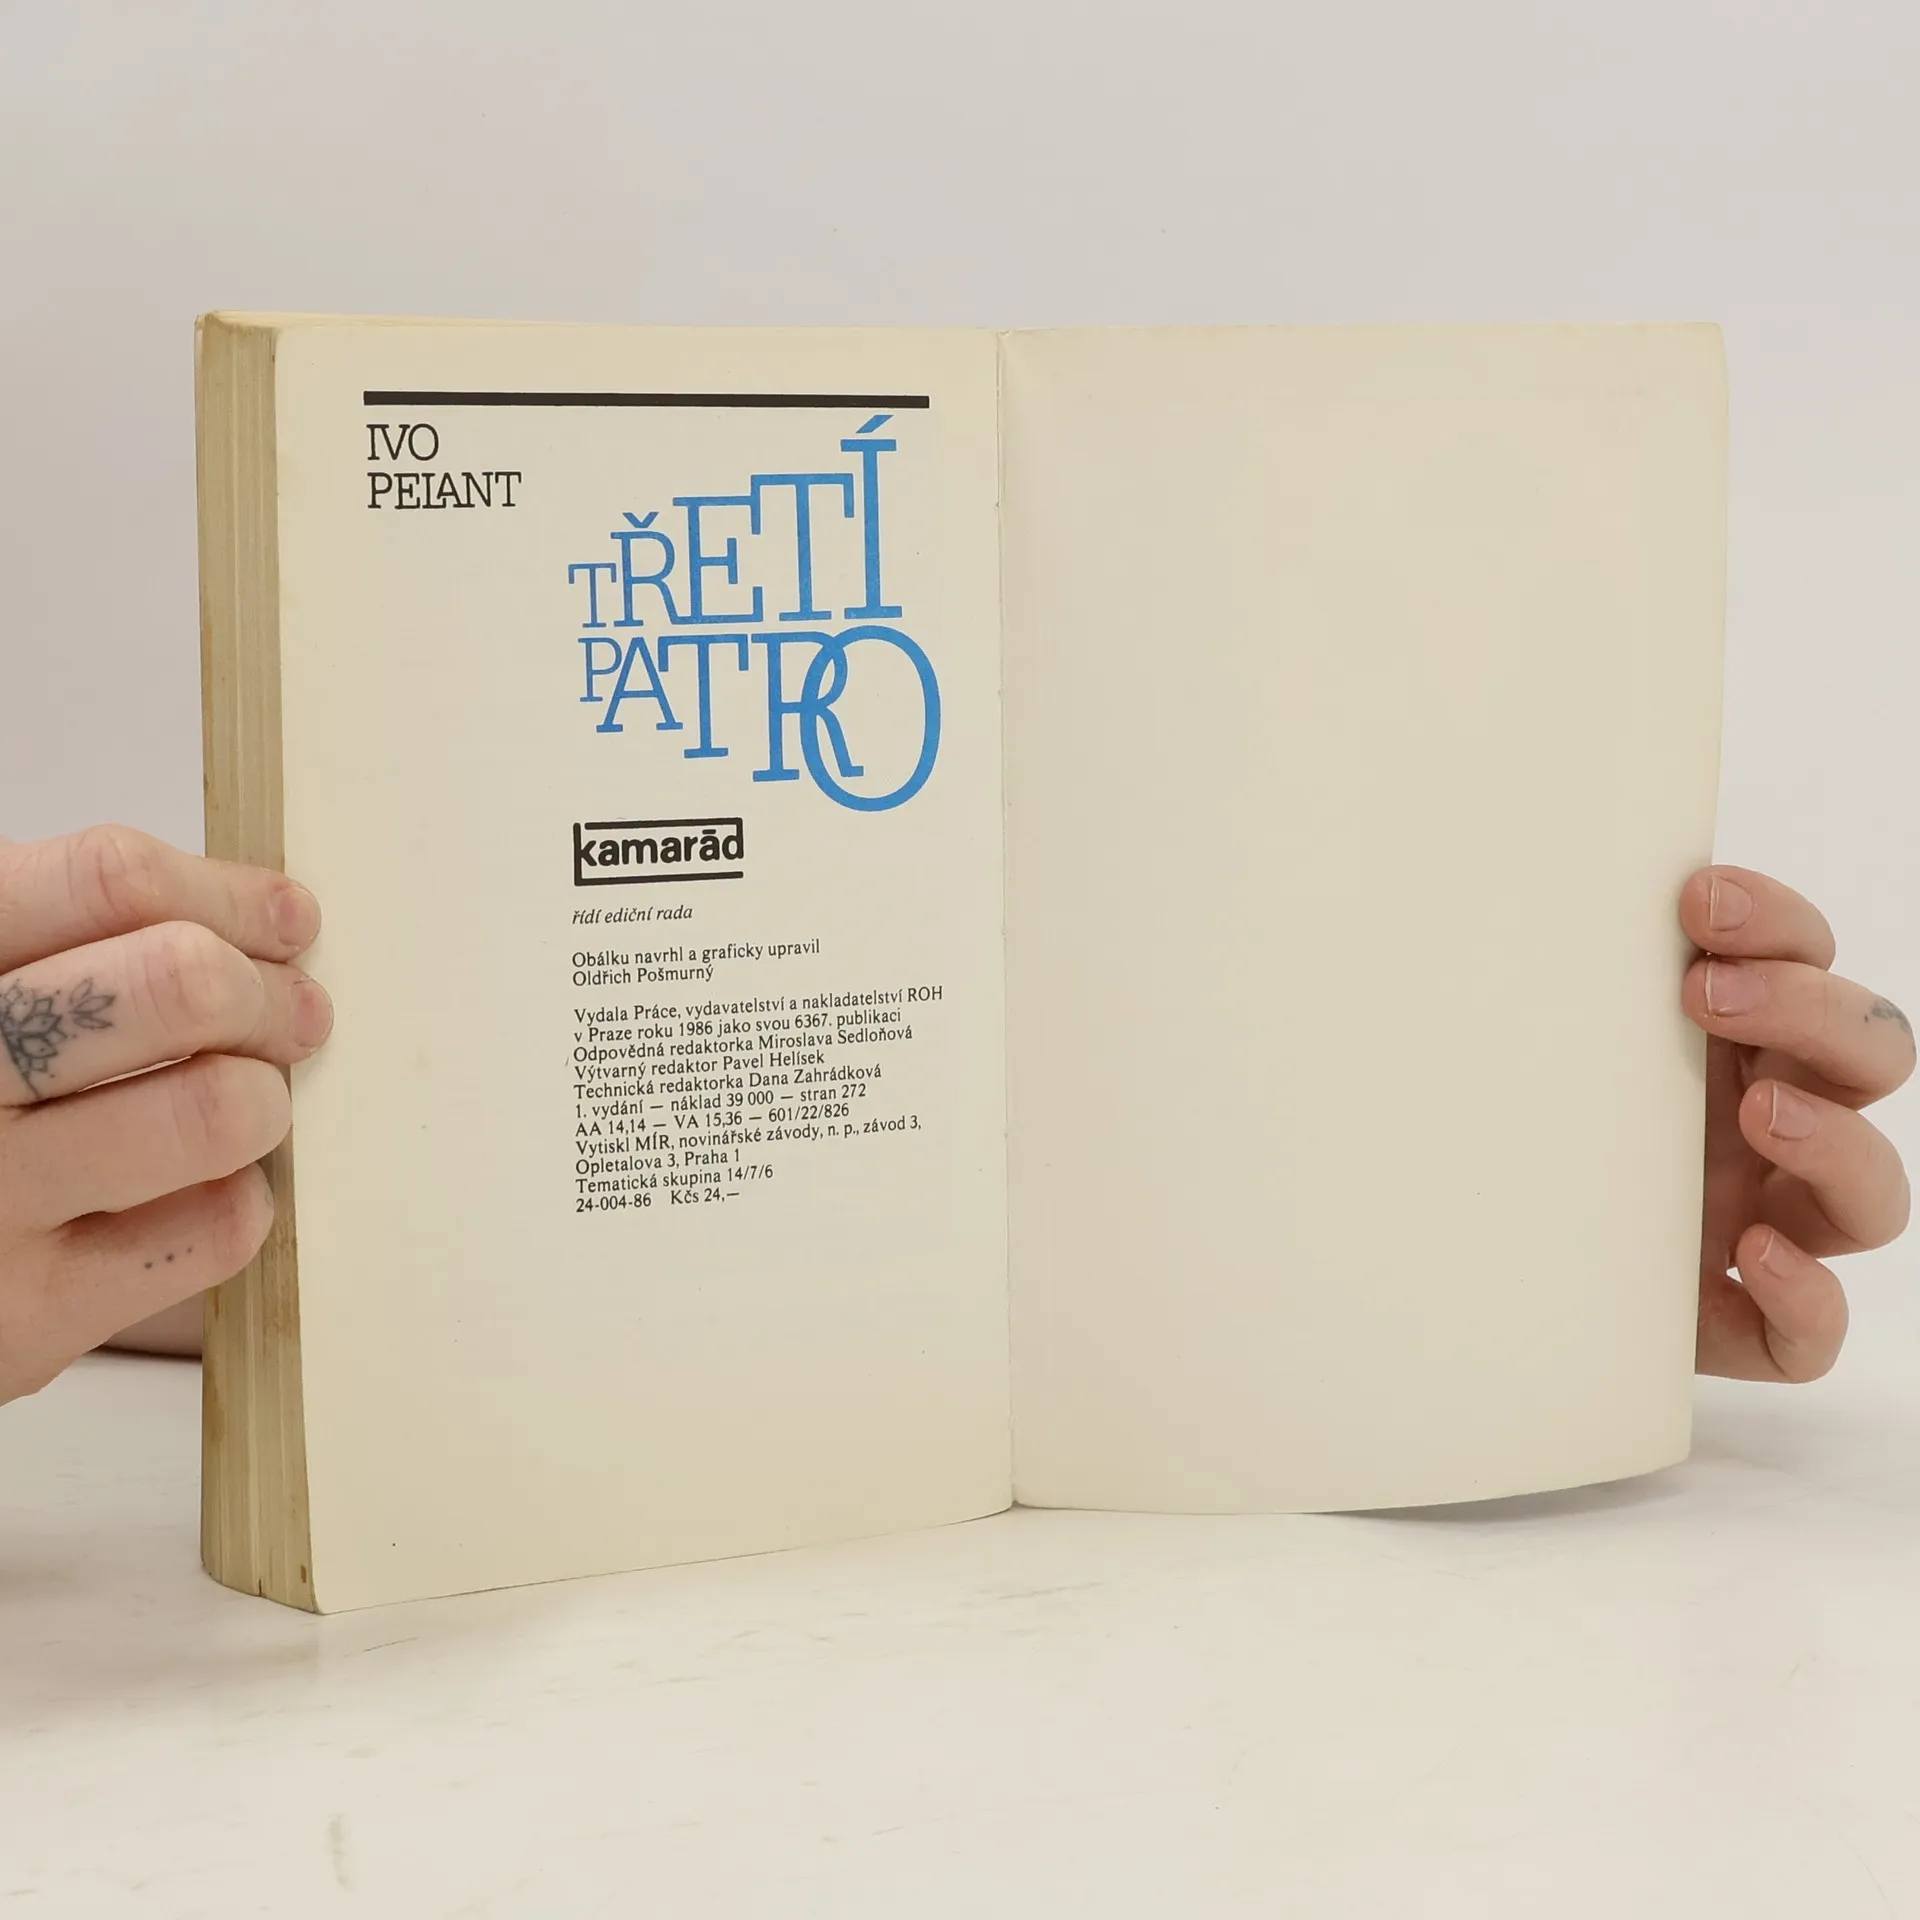 IVO
PELANT
TŘETÍ
PATRO
kamarád
řídí ediční rada
Obálku navrhl a graficky upravil
Oldřich Pošmurný
Vydala Práce, vydavatelství a nakladatelství ROH
v Praze roku 1986 jako svou 6367. publikaci
Odpovědná redaktorka Miroslava Sedloňová
Výtvarný redaktor Pavel Helísek
Technická redaktorka Dana Zahrádková
1. vydání — náklad 39 000 — stran 272
AA 14,14 — VA 15,36 — 601/22/826
Vytiskl MÍR, novinářské závody, n. p., závod 3,
Opletalova 3, Praha 1
Tematická skupina 14/7/6
24-004-86 Kčs 24,—